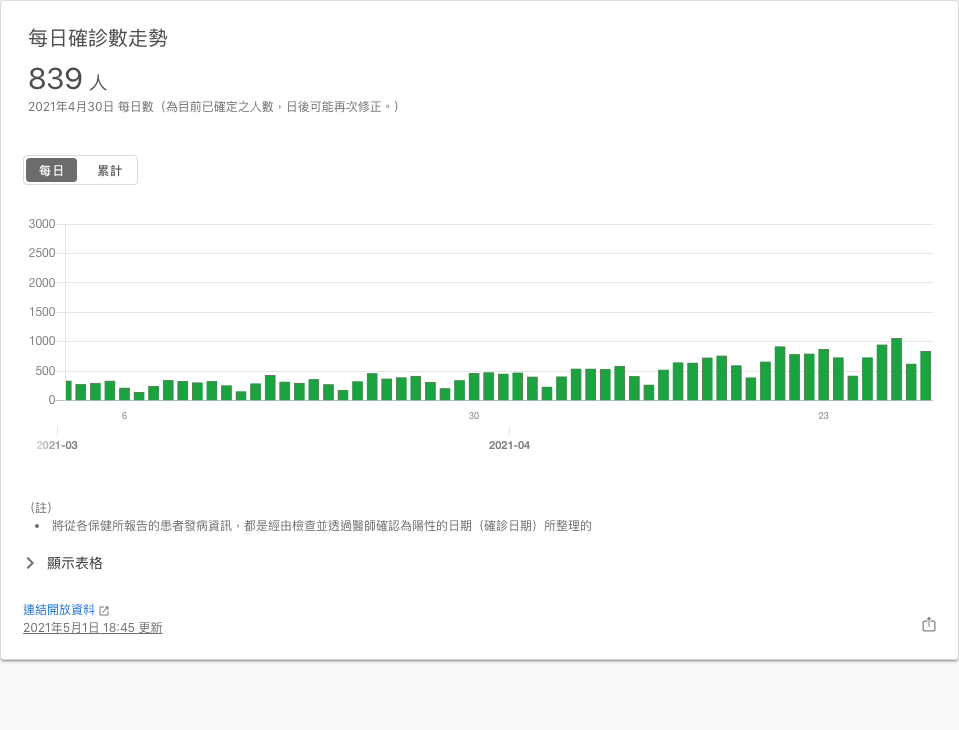 每日確診數走勢
839 人
2021年4月30日 每日數（為目前已確定之人數，日後可能再次修正。）
每日 累計
3000
2500
2000
1500
1000
500
0
6 30 23
2021-03 2021-04
（註）
• 將從各保健所報告的患者發病資訊，都是經由檢查並透過醫師確認為陽性的日期（確診日期）所整理的
顯示表格
連結開放資料
2021年5月1日 18:45 更新